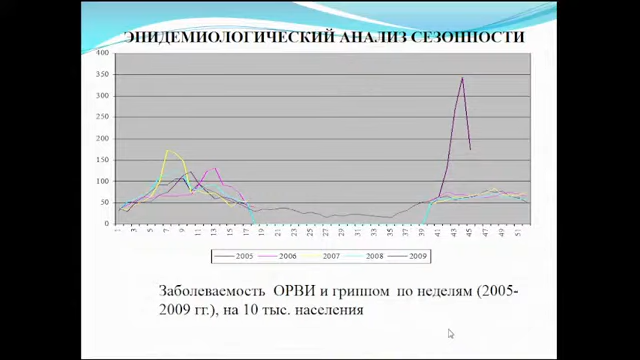 ЭНИДЕМИОЛОГИЧЕСКИЙ АНАЛИЗ СЕЗОННОСТИ
400
350
300
250
200
150
100
50
0
1 3 5 7 9 11 13 15 17 19 21 23 25 27 29 31 33 35 37 39 41 43 45 47 49 51
2005 2006 2007 2008 2009
Заболеваемость ОРВИ и гриппом по неделям (2005-
2009 гг.), на 10 тыс. населения